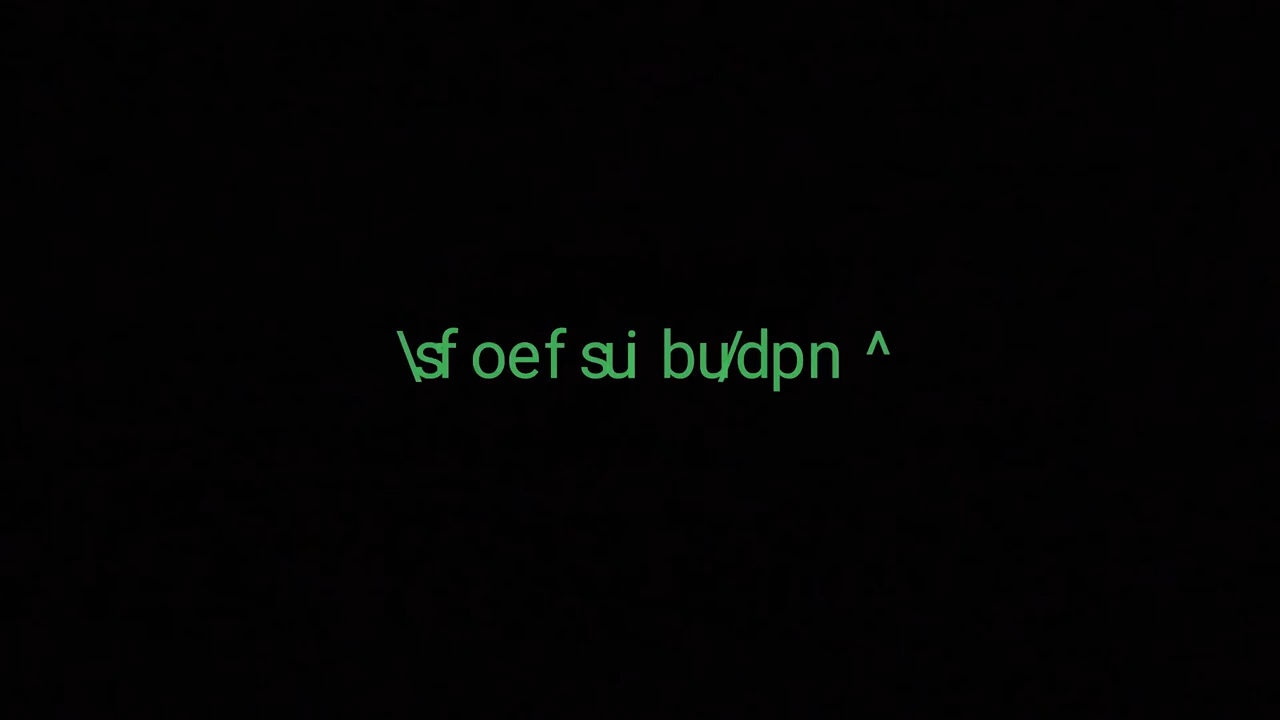 \sf oef sui bu/dpn ^